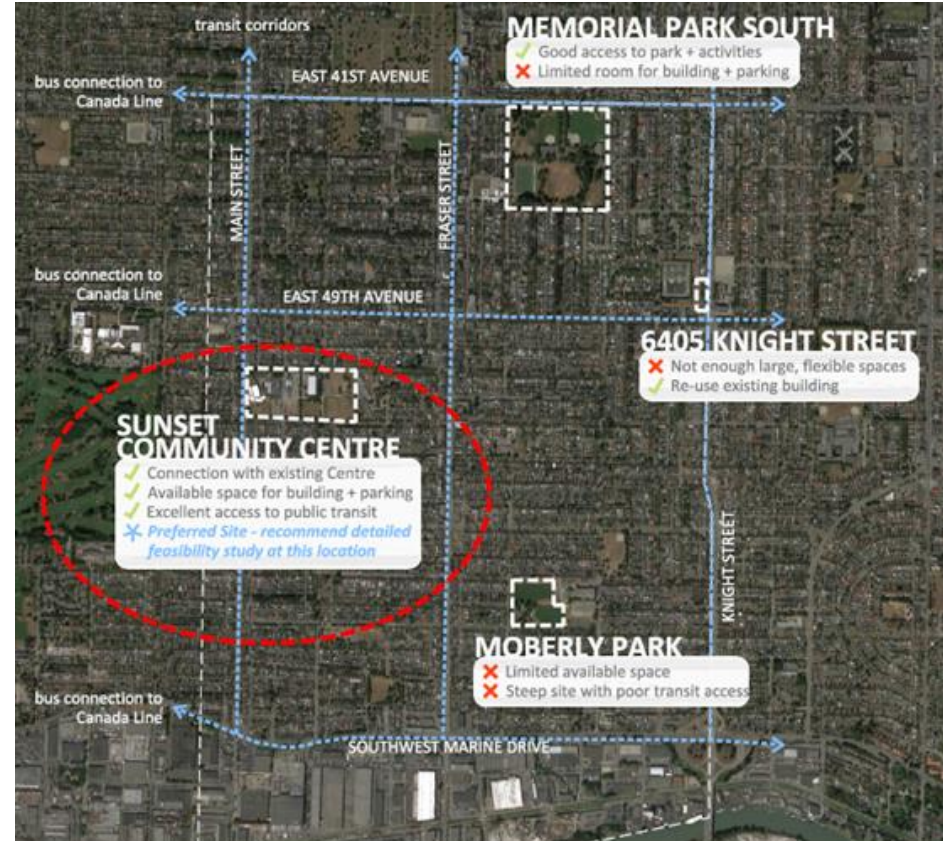 transit corridors
MEMORIAL PARK SOUTH
✓ Good access to park + activities
✗ Limited room for building + parking
bus connection to
Canada Line
EAST 41ST AVENUE
MAIN STREET
FRASER STREET
bus connection to
Canada Line
EAST 49TH AVENUE
6405 KNIGHT STREET
✗ Not enough large, flexible spaces
✓ Re-use existing building
SUNSET
COMMUNITY CENTRE
✓ Connection with existing Centre
✓ Available space for building + parking
✓ Excellent access to public transit
Preferred Site - recommend detailed
feasibility study at this location
KNIGHT STREET
MOBERLY PARK
✗ Limited available space
✗ Steep site with poor transit access
bus connection to
Canada Line
SOUTHWEST MARINE DRIVE